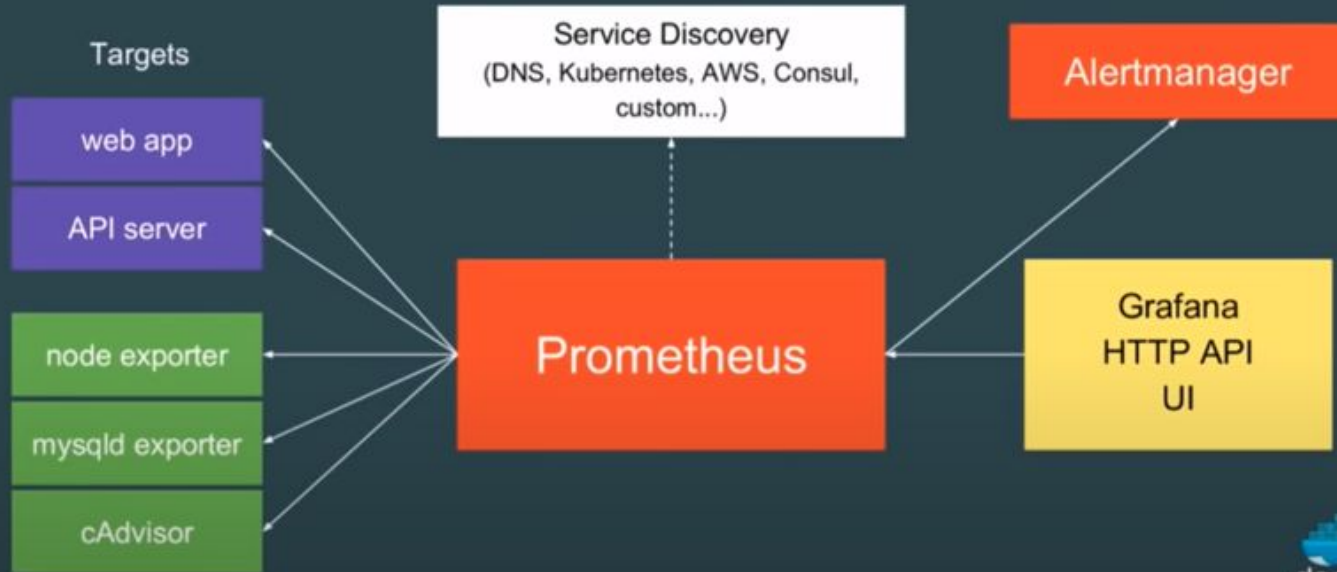 Targets
web app
API server
node exporter
mysqld exporter
cAdvisor
Service Discovery
(DNS, Kubernetes, AWS, Consul,
custom...)
Prometheus
Alertmanager
Grafana
HTTP API
UI